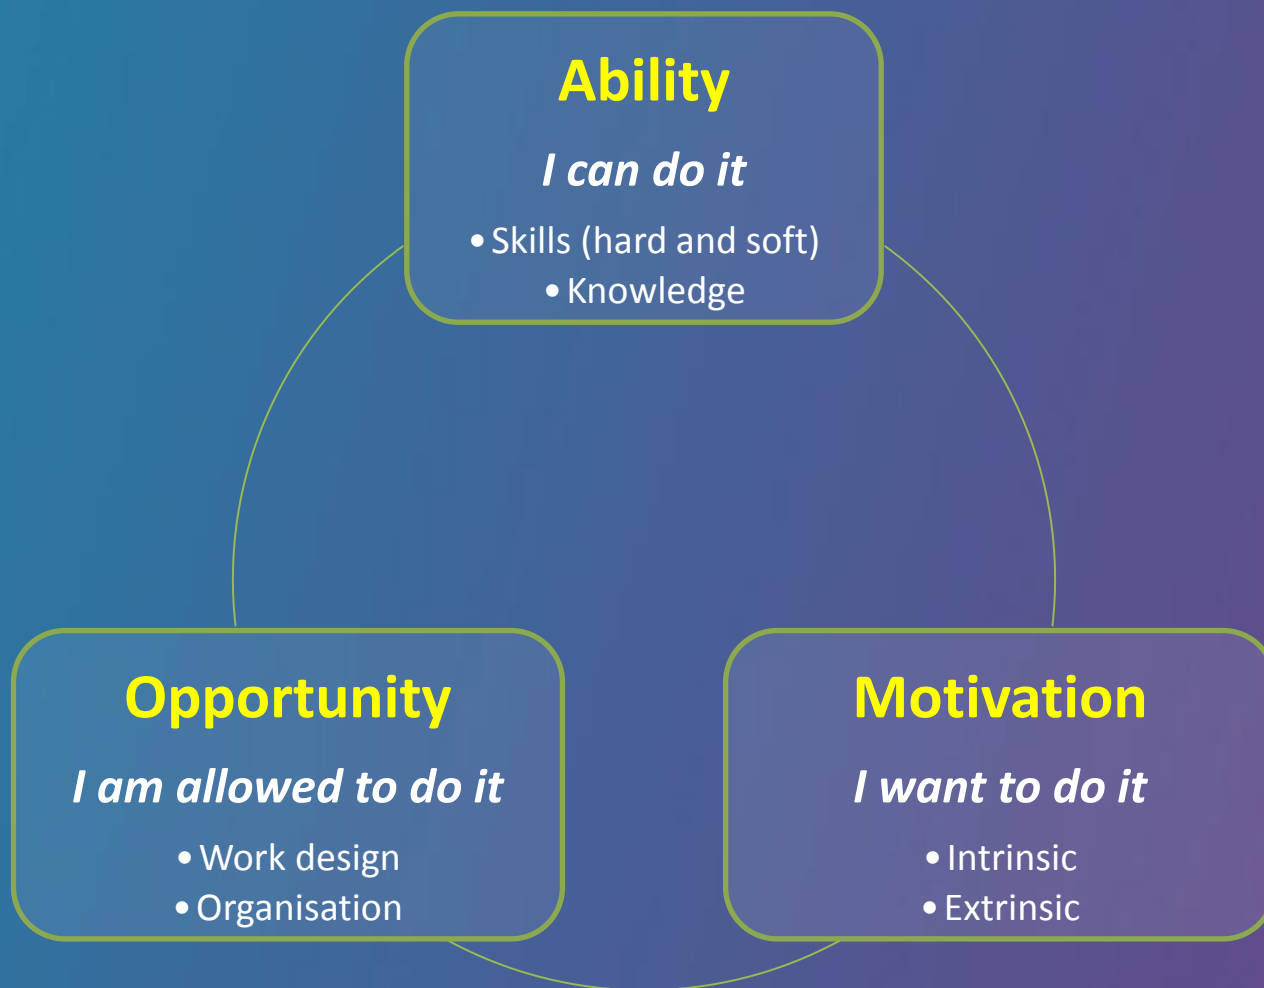 Ability
I can do it
• Skills (hard and soft)
• Knowledge
Opportunity
I am allowed to do it
• Work design
• Organisation
Motivation
I want to do it
• Intrinsic
• Extrinsic